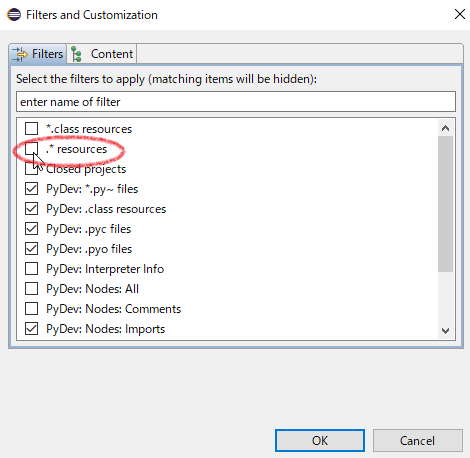 Filters and Customization
Filters
Content
Select the filters to apply (matching items will be hidden):
enter name of filter
*.class resources
.* resources
Closed projects
PyDev: *.py~ files
PyDev: .class resources
PyDev: .pyc files
PyDev: .pyo files
PyDev: Interpreter Info
PyDev: Nodes: All
PyDev: Nodes: Comments
PyDev: Nodes: Imports
OK
Cancel